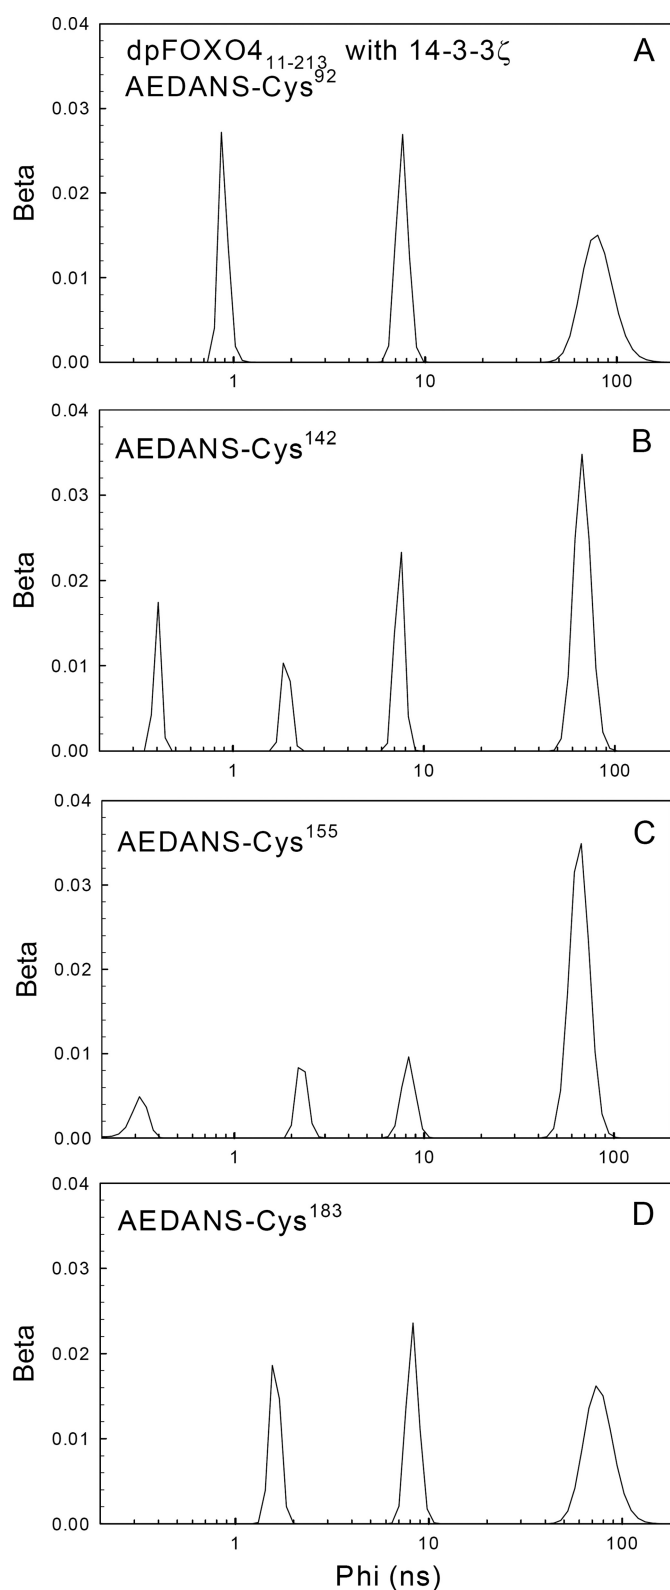 dpFOXO4₁₁₋₂₁₃ with 14-3-3ζ
AEDANS-Cys⁹²
A
0.04
0.03
0.02
0.01
0.00
Beta
1 10 100
AEDANS-Cys¹⁴²
B
0.04
0.03
0.02
0.01
0.00
Beta
1 10 100
AEDANS-Cys¹⁵⁵
C
0.04
0.03
0.02
0.01
0.00
Beta
1 10 100
AEDANS-Cys¹⁸³
D
0.04
0.03
0.02
0.01
0.00
Beta
1 10 100
Phi (ns)